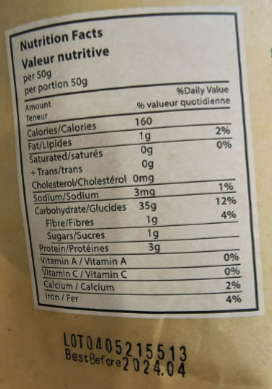 Nutrition Facts
Valeur nutritive
per 50g
per portion 50g
Amount %Daily Value
Teneur % valeur quotidienne
Calories/Calories 160
Fat/Lipides 1g 2%
Saturated/saturés 0g 0%
+Trans/trans 0g
Cholesterol/Cholestérol 0mg
Sodium/Sodium 3mg 1%
Carbohydrate/Glucides 35g 12%
Fibre/Fibres 1g 4%
Sugars/Sucres 1g
Protein/Protéines 3g
Vitamin A / Vitamin A 0%
Vitamin C / Vitamin C 0%
Calcium / Calcium 2%
Iron / Fer 4%
LOT0405215513
Best Before 2024.04